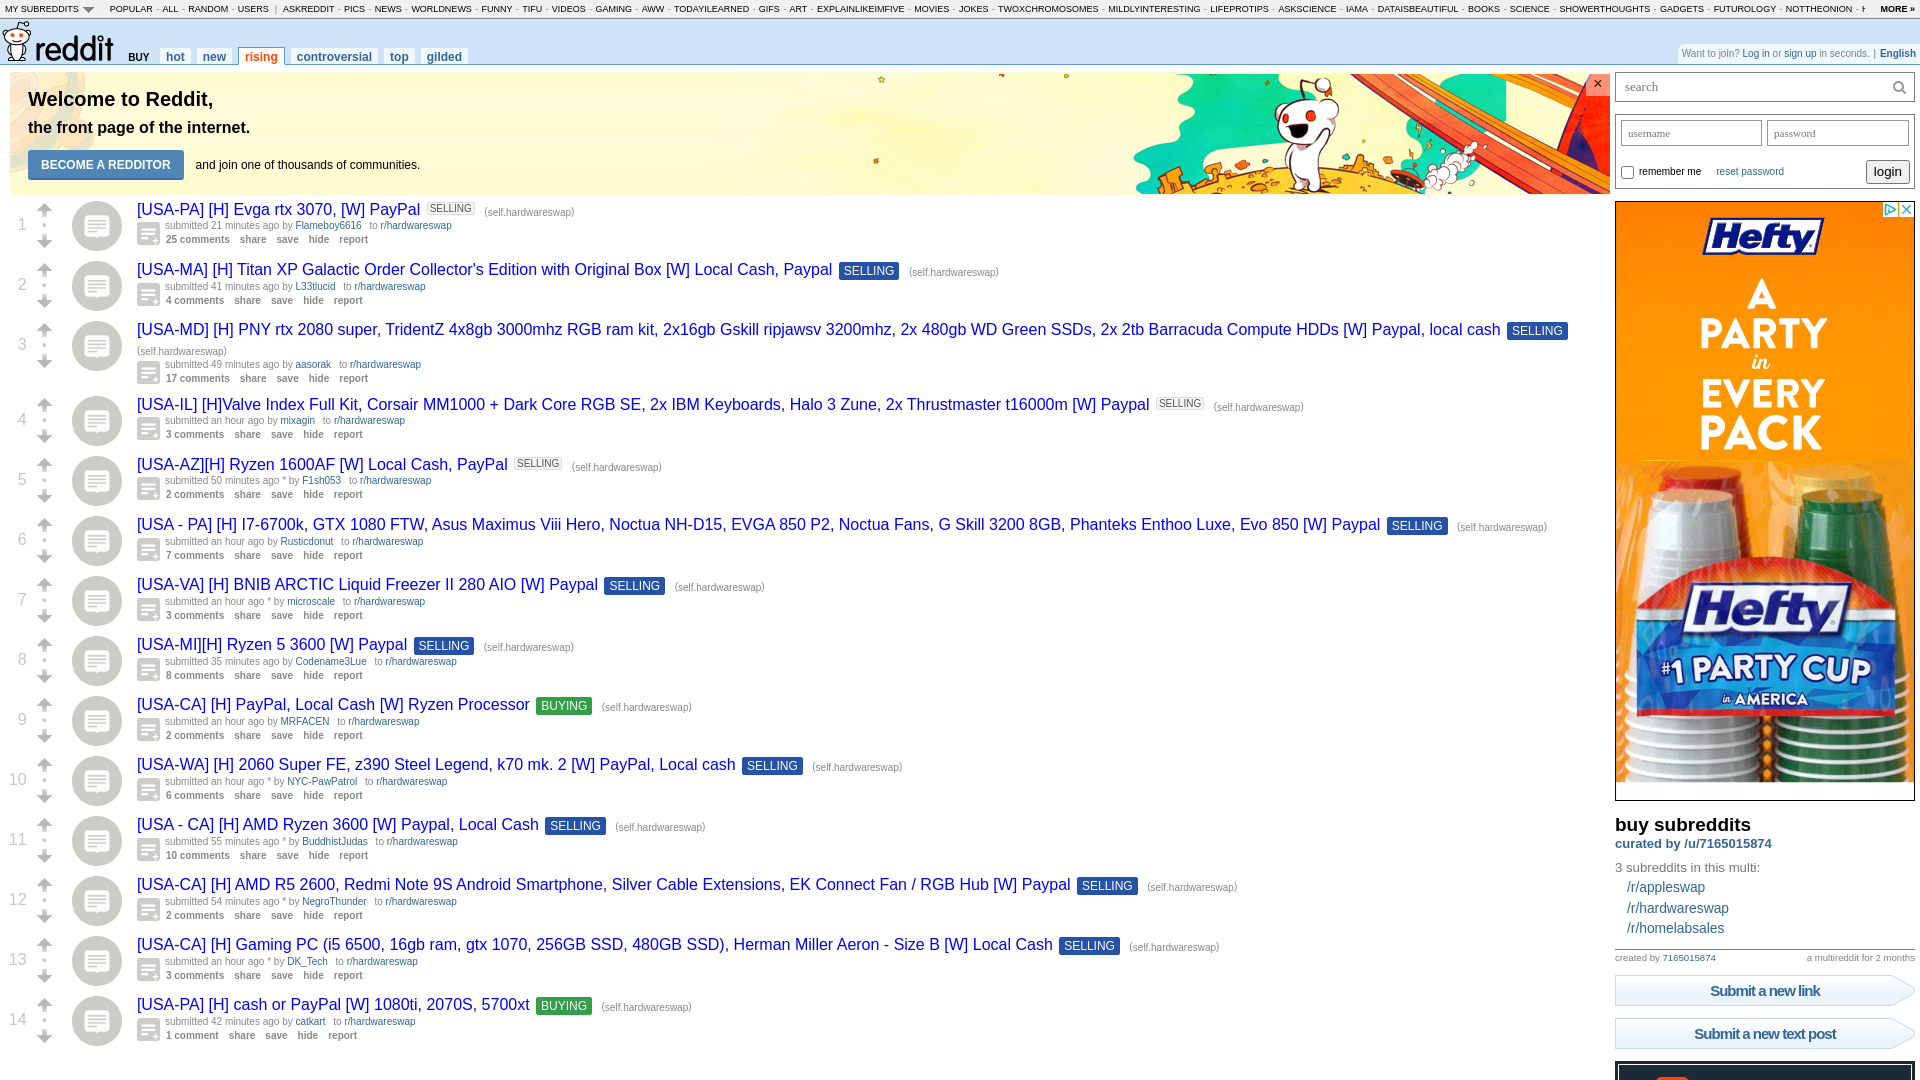 MY SUBREDDITS POPULAR - ALL - RANDOM - USERS | ASKREDDIT - PICS - NEWS - WORLDNEWS - FUNNY - TIFU - VIDEOS - GAMING - AWW - TODAYILEARNED - GIFS - ART - EXPLAINLIKEIMFIVE - MOVIES - JOKES - TWOXCHROMOSOMES - MILDLYINTERESTING - LIFEPROTIPS - ASKSCIENCE - IAMA - DATAISBEAUTIFUL - BOOKS - SCIENCE - SHOWERTHOUGHTS - GADGETS - FUTUROLOGY - NOTTHEONION - MORE »
reddit BUY hot new rising controversial top gilded
Want to join? Log in or sign up in seconds. | English
Welcome to Reddit,
the front page of the internet.
BECOME A REDDITOR and join one of thousands of communities.
×
1
[USA-PA] [H] Evga rtx 3070, [W] PayPal SELLING (self.hardwareswap)
submitted 21 minutes ago by Flameboy6616 to r/hardwareswap
25 comments share save hide report
2
[USA-MA] [H] Titan XP Galactic Order Collector's Edition with Original Box [W] Local Cash, Paypal SELLING (self.hardwareswap)
submitted 41 minutes ago by L33tlucid to r/hardwareswap
4 comments share save hide report
3
[USA-MD] [H] PNY rtx 2080 super, TridentZ 4x8gb 3000mhz RGB ram kit, 2x16gb Gskill ripjawsv 3200mhz, 2x 480gb WD Green SSDs, 2x 2tb Barracuda Compute HDDs [W] Paypal, local cash SELLING
(self.hardwareswap)
submitted 49 minutes ago by aasorak to r/hardwareswap
17 comments share save hide report
4
[USA-IL] [H]Valve Index Full Kit, Corsair MM1000 + Dark Core RGB SE, 2x IBM Keyboards, Halo 3 Zune, 2x Thrustmaster t16000m [W] Paypal SELLING (self.hardwareswap)
submitted an hour ago by mixagin to r/hardwareswap
3 comments share save hide report
5
[USA-AZ][H] Ryzen 1600AF [W] Local Cash, PayPal SELLING (self.hardwareswap)
submitted 50 minutes ago * by F1sh053 to r/hardwareswap
2 comments share save hide report
6
[USA - PA] [H] I7-6700k, GTX 1080 FTW, Asus Maximus Viii Hero, Noctua NH-D15, EVGA 850 P2, Noctua Fans, G Skill 3200 8GB, Phanteks Enthoo Luxe, Evo 850 [W] Paypal SELLING (self.hardwareswap)
submitted an hour ago by Rusticdonut to r/hardwareswap
7 comments share save hide report
7
[USA-VA] [H] BNIB ARCTIC Liquid Freezer II 280 AIO [W] Paypal SELLING (self.hardwareswap)
submitted an hour ago * by microscale to r/hardwareswap
3 comments share save hide report
8
[USA-MI][H] Ryzen 5 3600 [W] Paypal SELLING (self.hardwareswap)
submitted 35 minutes ago by Codename3Lue to r/hardwareswap
8 comments share save hide report
9
[USA-CA] [H] PayPal, Local Cash [W] Ryzen Processor BUYING (self.hardwareswap)
submitted an hour ago by MRFACEN to r/hardwareswap
2 comments share save hide report
10
[USA-WA] [H] 2060 Super FE, z390 Steel Legend, k70 mk. 2 [W] PayPal, Local cash SELLING (self.hardwareswap)
submitted an hour ago * by NYC-PawPatrol to r/hardwareswap
6 comments share save hide report
11
[USA - CA] [H] AMD Ryzen 3600 [W] Paypal, Local Cash SELLING (self.hardwareswap)
submitted 55 minutes ago * by BuddhistJudas to r/hardwareswap
10 comments share save hide report
12
[USA-CA] [H] AMD R5 2600, Redmi Note 9S Android Smartphone, Silver Cable Extensions, EK Connect Fan / RGB Hub [W] Paypal SELLING (self.hardwareswap)
submitted 54 minutes ago * by NegroThunder to r/hardwareswap
2 comments share save hide report
13
[USA-CA] [H] Gaming PC (i5 6500, 16gb ram, gtx 1070, 256GB SSD, 480GB SSD), Herman Miller Aeron - Size B [W] Local Cash SELLING (self.hardwareswap)
submitted an hour ago * by DK_Tech to r/hardwareswap
3 comments share save hide report
14
[USA-PA] [H] cash or PayPal [W] 1080ti, 2070S, 5700xt BUYING (self.hardwareswap)
submitted 42 minutes ago by catkart to r/hardwareswap
1 comment share save hide report
search
username password
remember me reset password login
Hefty
A
PARTY
in
EVERY
PACK
Hefty
#1 PARTY CUP
in AMERICA
buy subreddits
curated by /u/7165015874
3 subreddits in this multi:
/r/appleswap
/r/hardwareswap
/r/homelabsales
created by 7165015874 a multireddit for 2 months
Submit a new link
Submit a new text post